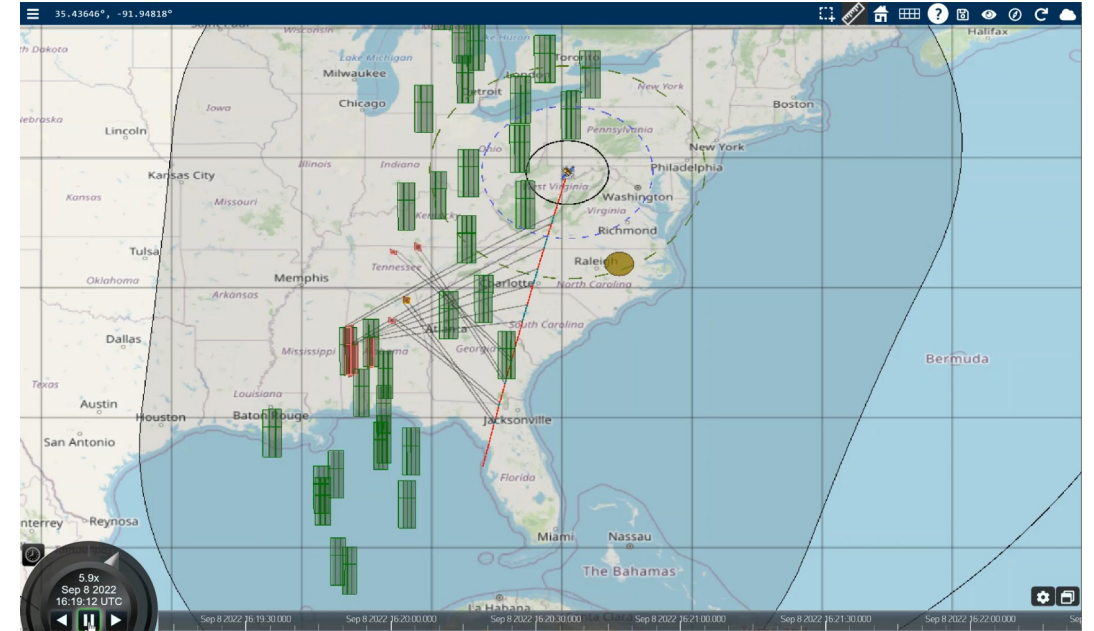 35.43646°, -91.94818°
?
Wisconsin
Halifax
Lake Michigan
Toronto
Milwaukee
London
New York
Chicago
Detroit
Boston
Iowa
Lincoln
Pennsylvania
Ohio
New York
Illinois
Indiana
Philadelphia
Kansas City
West Virginia
Washington
Kansas
Missouri
Virginia
Kentucky
Richmond
Tulsa
Raleigh
Tennessee
Oklahoma
Memphis
Charlotte
North Carolina
Arkansas
Atlanta
South Carolina
Dallas
Mississippi
Alabama
Georgia
Bermuda
Texas
Louisiana
Austin
Houston
Baton Rouge
Jacksonville
San Antonio
Florida
nterrey
Reynosa
Miami
Nassau
The Bahamas
5.9x
Sep 8 2022
16:19:12 UTC
La Habana
Sep 8 2022 16:19:30.000
Sep 8 2022 16:20:00.000
Sep 8 2022 16:20:30.000
Sep 8 2022 16:21:00.000
Sep 8 2022 16:21:30.000
Sep 8 2022 16:22:00.000